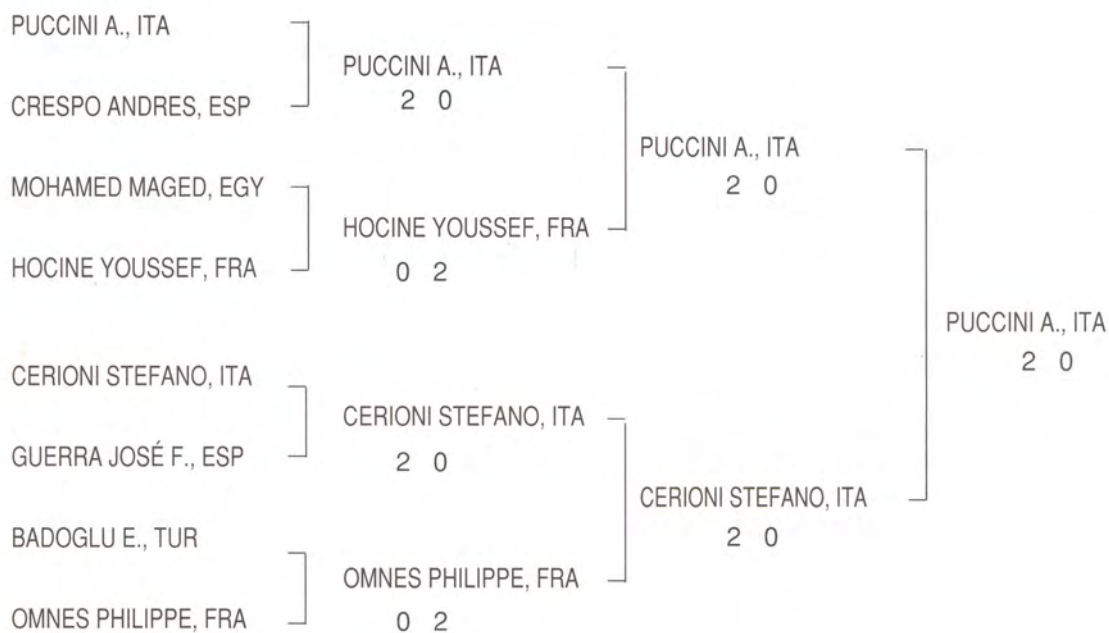 PUCCINI A., ITA
CRESPO ANDRES, ESP
MOHAMED MAGED, EGY
HOCINE YOUSSEF, FRA
CERIONI STEFANO, ITA
GUERRA JOSÉ F., ESP
BADOGLU E., TUR
OMNES PHILIPPE, FRA
PUCCINI A., ITA
2 0
HOCINE YOUSSEF, FRA
0 2
CERIONI STEFANO, ITA
2 0
OMNES PHILIPPE, FRA
0 2
PUCCINI A., ITA
2 0
CERIONI STEFANO, ITA
2 0
PUCCINI A., ITA
2 0